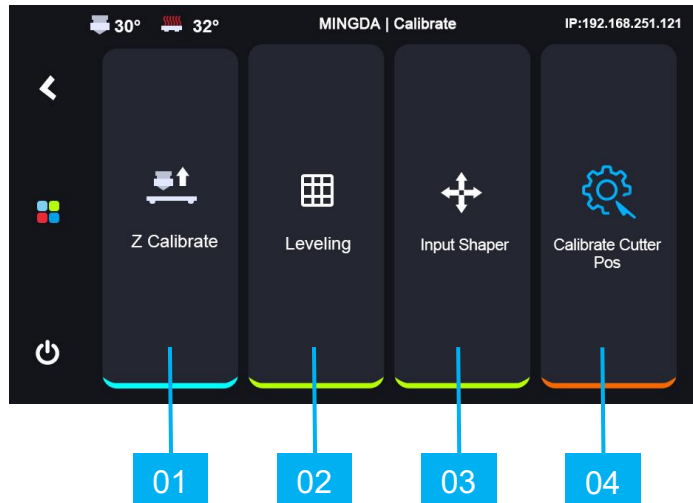 30° 32° MINGDA | Calibrate IP:192.168.251.121
Z Calibrate
Leveling
Input Shaper
Calibrate Cutter
Pos
01 02 03 04